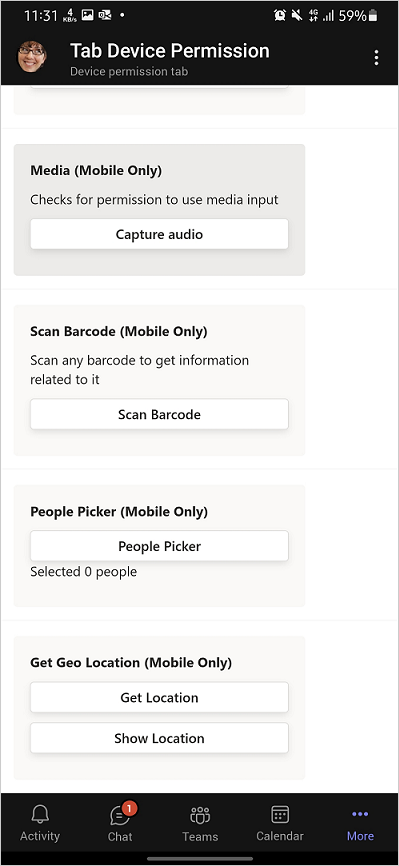 11:31 4 KB/s 4G 59%
Tab Device Permission
Device permission tab
Media (Mobile Only)
Checks for permission to use media input
Capture audio
Scan Barcode (Mobile Only)
Scan any barcode to get information
related to it
Scan Barcode
People Picker (Mobile Only)
People Picker
Selected 0 people
Get Geo Location (Mobile Only)
Get Location
Show Location
1
Activity Chat Teams Calendar More